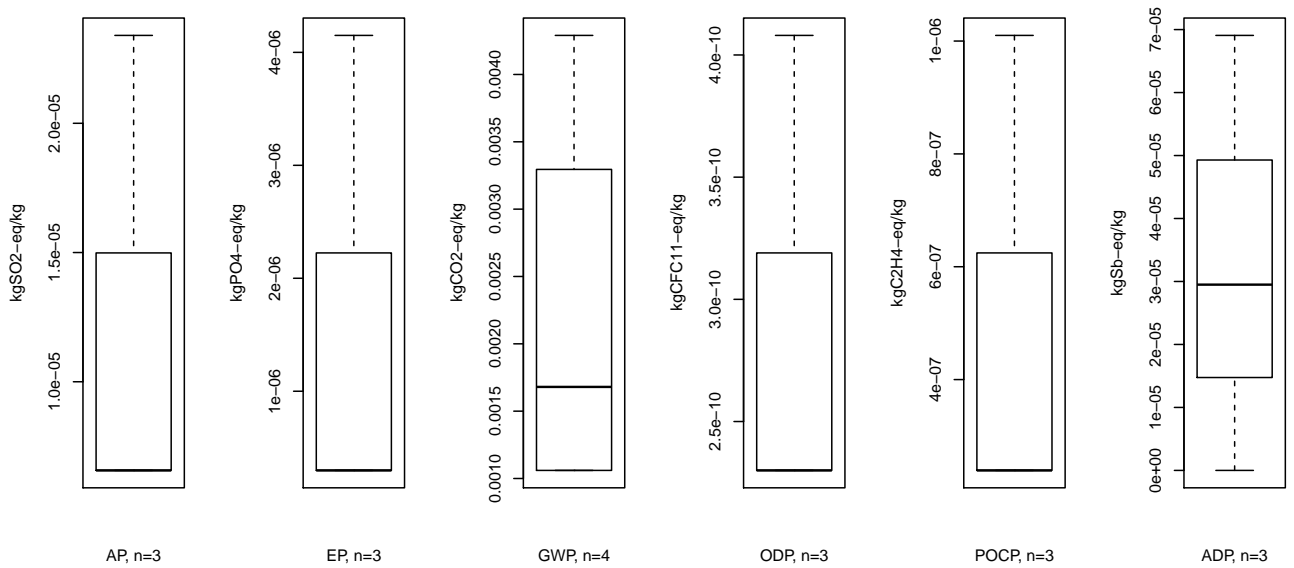 1.0e−05
1.5e−05
2.0e−05
kgSO2−eq/kg
AP, n=3
1e−06
2e−06
3e−06
4e−06
kgPO4−eq/kg
EP, n=3
0.0010
0.0015
0.0020
0.0025
0.0030
0.0035
0.0040
kgCO2−eq/kg
GWP, n=4
2.5e−10
3.0e−10
3.5e−10
4.0e−10
kgCFC11−eq/kg
ODP, n=3
4e−07
6e−07
8e−07
1e−06
kgC2H4−eq/kg
POCP, n=3
0e+00
1e−05
2e−05
3e−05
4e−05
5e−05
6e−05
7e−05
kgSb−eq/kg
ADP, n=3